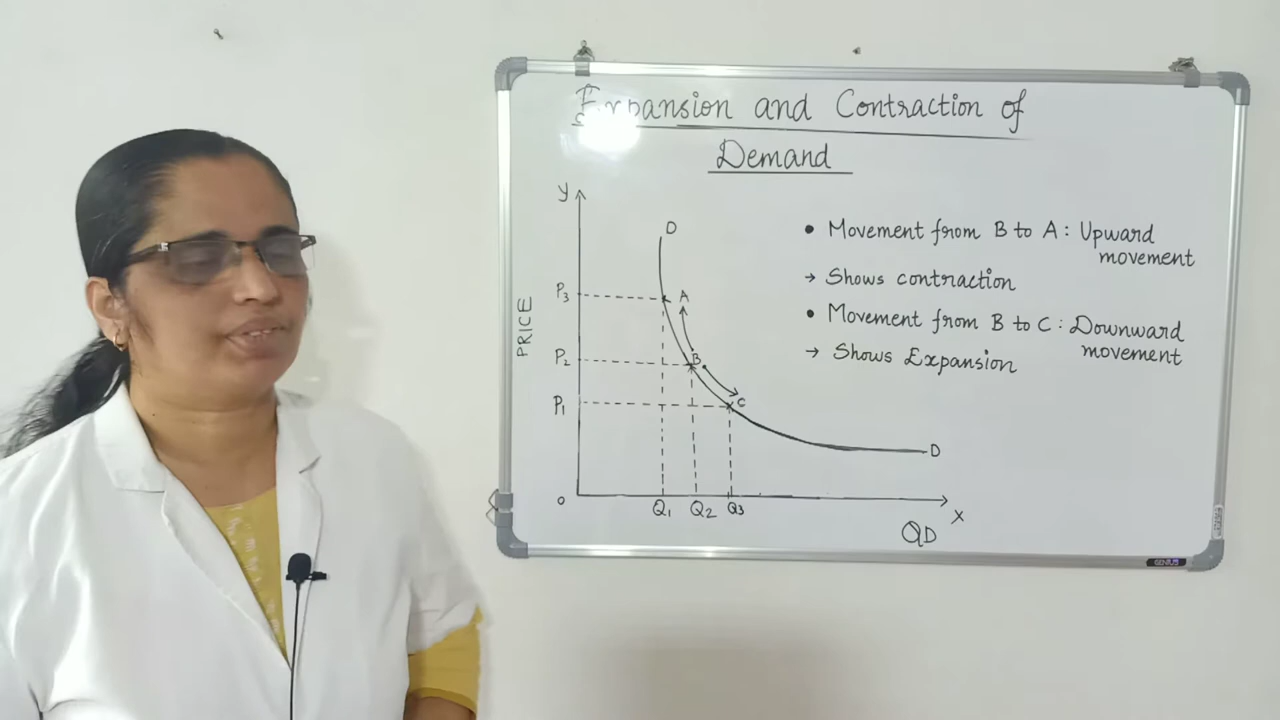 Expansion and Contraction of
Demand
Y
D
• Movement from B to A : Upward
movement
→ Shows contraction
• Movement from B to C : Downward
movement
→ Shows Expansion
PRICE
P3
A
P2
B
P1
C
D
O
Q1 Q2 Q3
X
QD
GENIUS